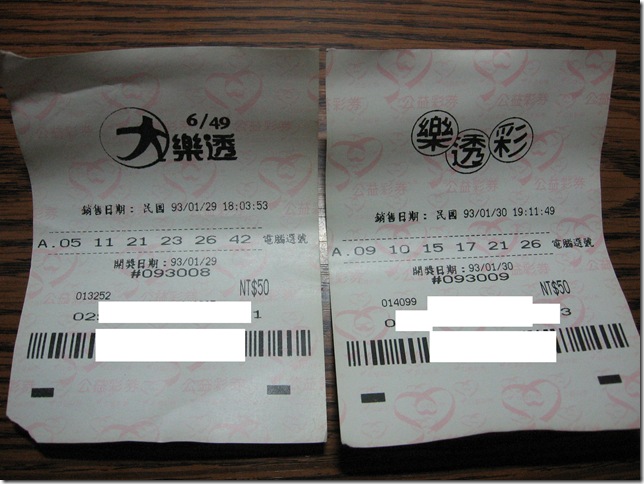 6/49
大樂透
銷售日期: 民國 93/01/29 18:03:53
A.05 11 21 23 26 42 電腦選號
開獎日期:93/01/29
#093008
NT$50
013252
樂透彩
銷售日期: 民國 93/01/30 19:11:49
A.09 10 15 17 21 26 電腦選號
開獎日期:93/01/30
#093009
NT$50
014099
公益彩券